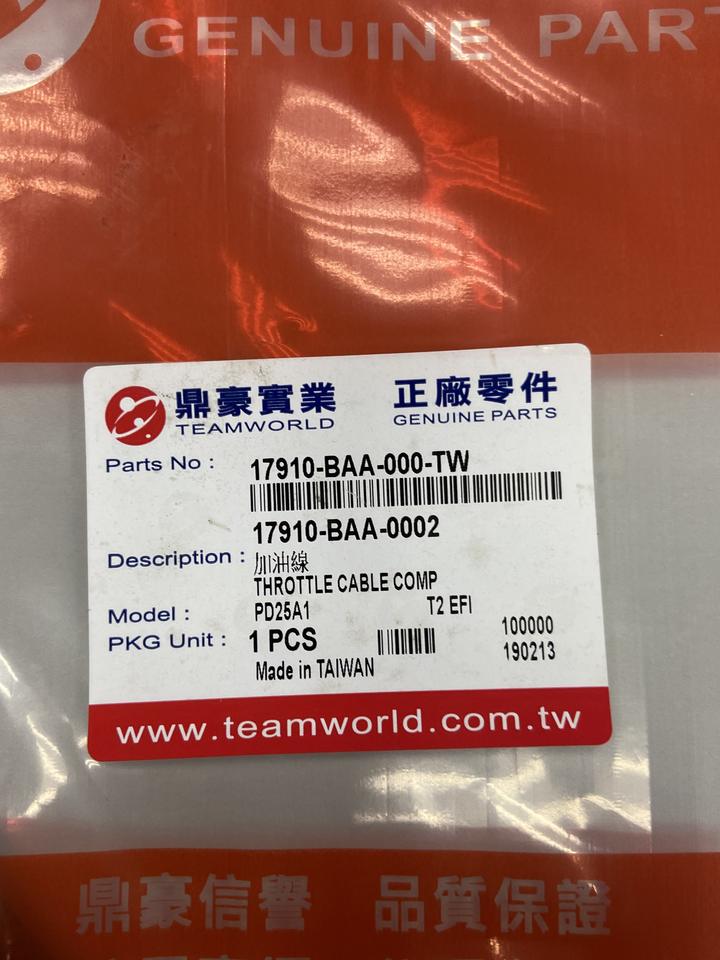 GENUINE PART
鼎豪實業 正廠零件
TEAMWORLD GENUINE PARTS
Parts No : 17910-BAA-000-TW
17910-BAA-0002
Description : 加油線
THROTTLE CABLE COMP
Model : PD25A1 T2 EFI
PKG Unit : 1 PCS 100000
Made in TAIWAN 190213
www.teamworld.com.tw
鼎豪信譽 品質保證